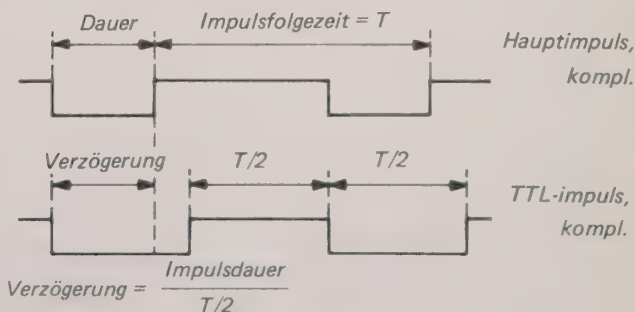 Dauer
Impulsfolgezeit = T
Hauptimpuls,
kompl.
Verzögerung
T/2
T/2
TTL-impuls,
kompl.
Verzögerung = Impulsdauer
T/2